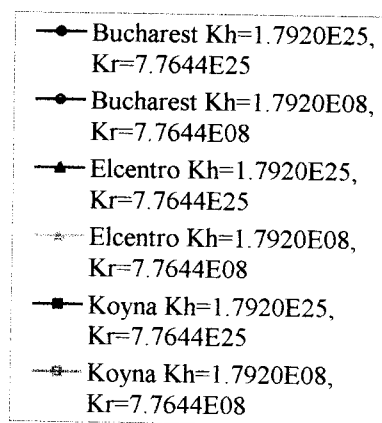 Bucharest Kh=1.7920E25,
Kr=7.7644E25
Bucharest Kh=1.7920E08,
Kr=7.7644E08
Elcentro Kh=1.7920E25,
Kr=7.7644E25
Elcentro Kh=1.7920E08,
Kr=7.7644E08
Koyna Kh=1.7920E25,
Kr=7.7644E25
Koyna Kh=1.7920E08,
Kr=7.7644E08